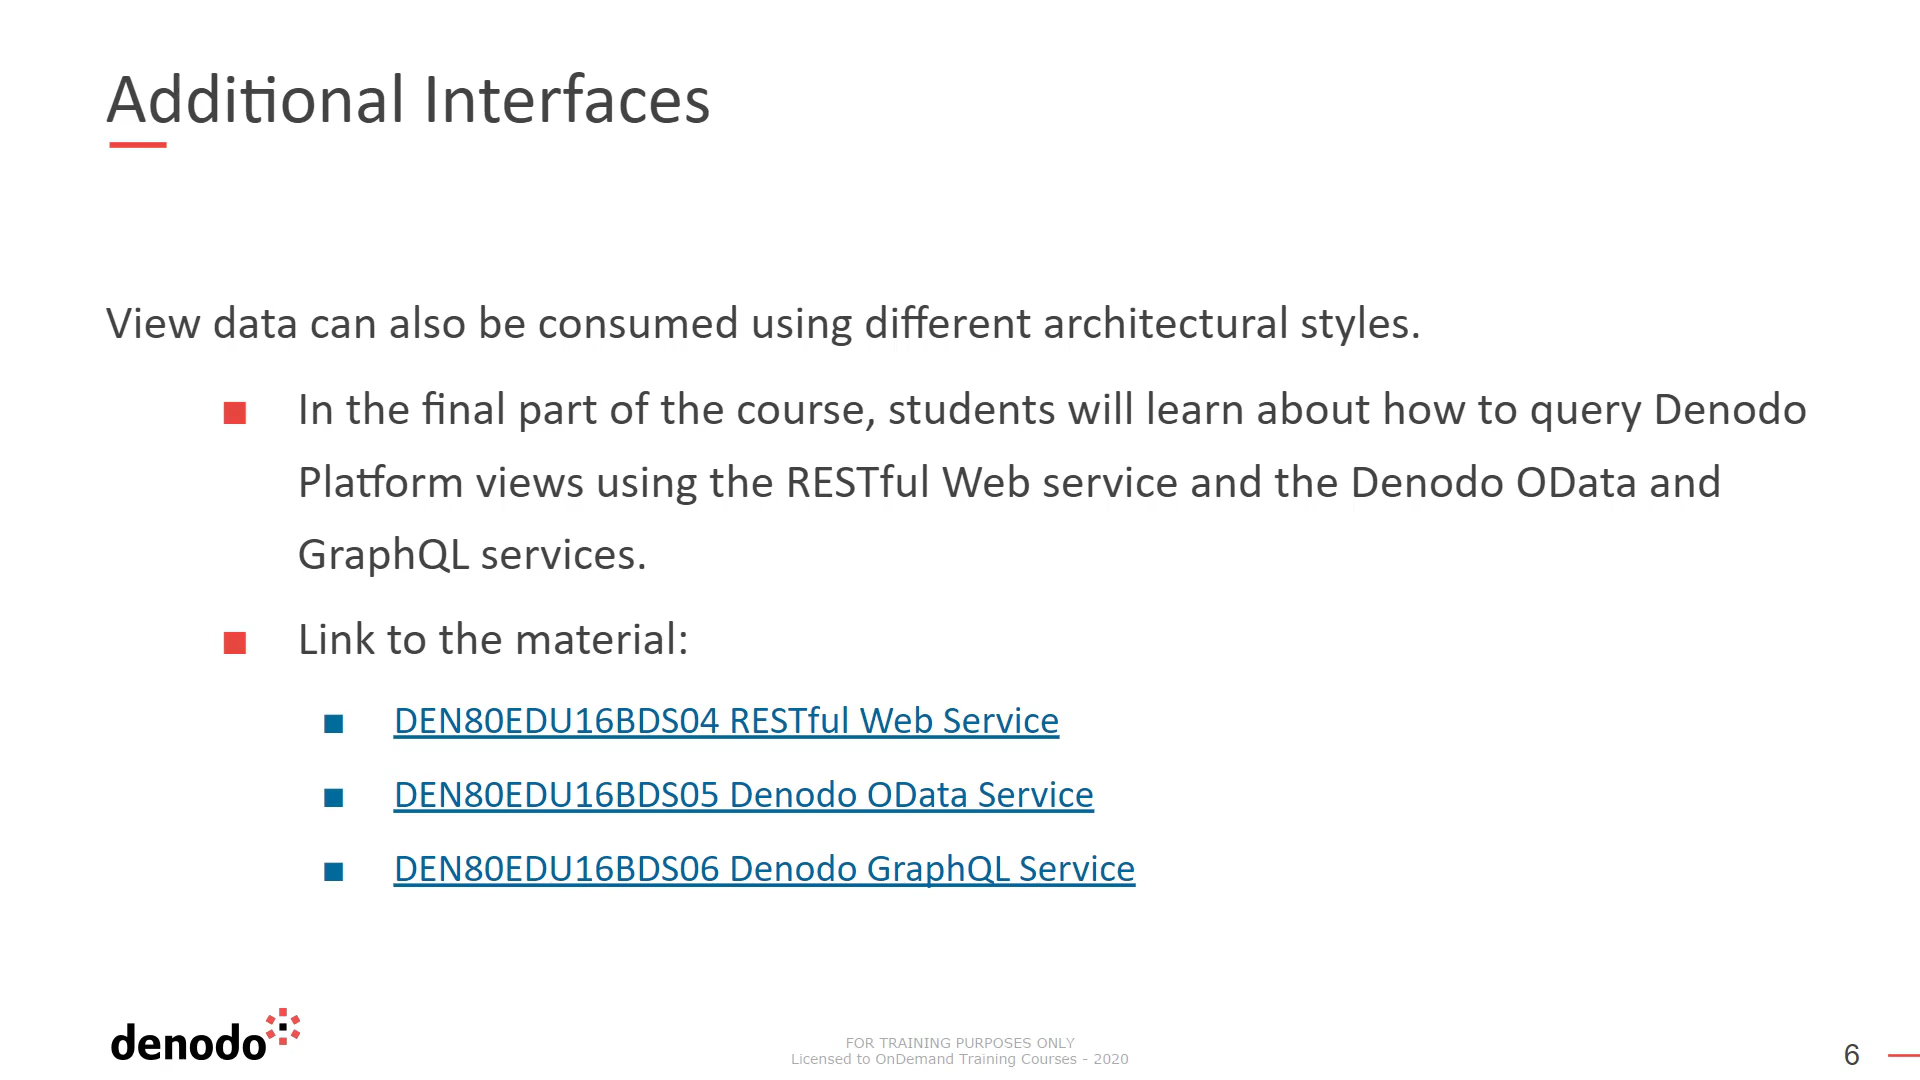 Additional Interfaces
View data can also be consumed using different architectural styles.
In the final part of the course, students will learn about how to query Denodo
Platform views using the RESTful Web service and the Denodo OData and
GraphQL services.
Link to the material:
DEN80EDU16BDS04 RESTful Web Service
DEN80EDU16BDS05 Denodo OData Service
DEN80EDU16BDS06 Denodo GraphQL Service
denodo
FOR TRAINING PURPOSES ONLY
Licensed to OnDemand Training Courses - 2020
6